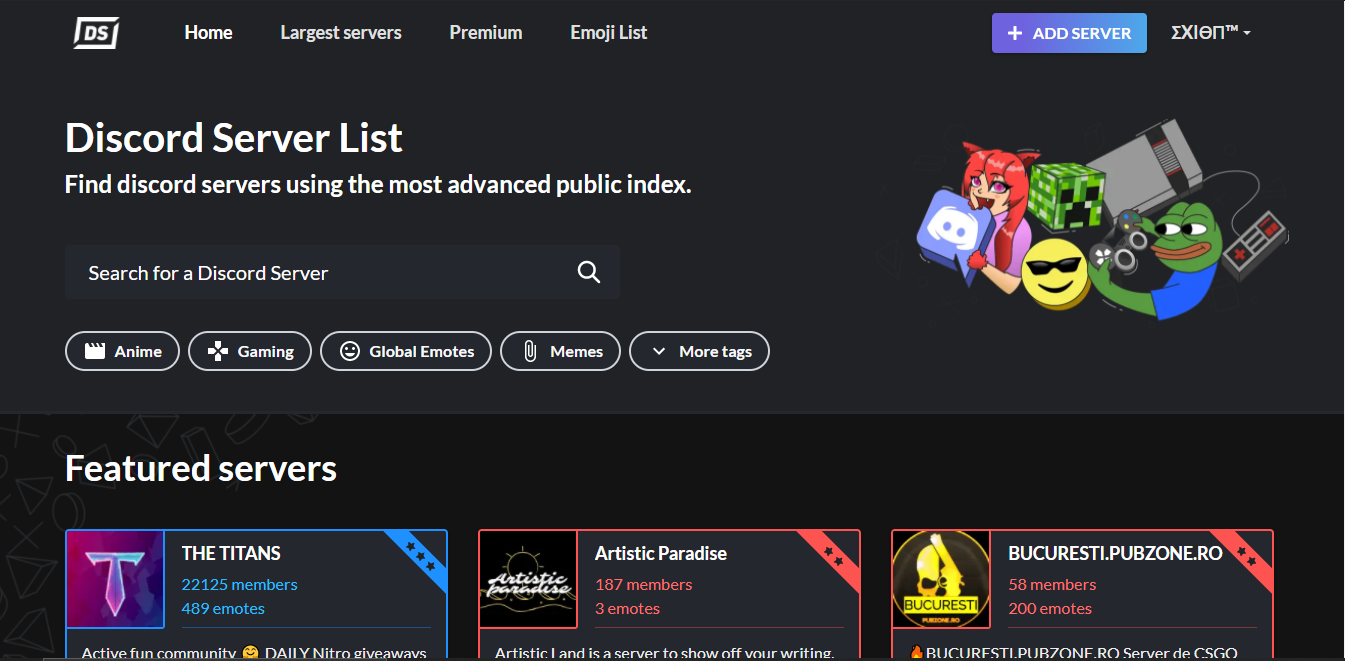 DS Home Largest servers Premium Emoji List ADD SERVER ΣXIӨП™
Discord Server List
Find discord servers using the most advanced public index.
Search for a Discord Server
Anime Gaming Global Emotes Memes More tags
Featured servers
THE TITANS
22125 members
489 emotes
Active fun community 🤗 DAILY Nitro giveaways
Artistic paradise
Artistic Paradise
187 members
3 emotes
Artistic Land is a server to show off your writing,
BUCURESTI
PUBZONE.RO
BUCURESTI.PUBZONE.RO
58 members
200 emotes
🔥BUCURESTI.PUBZONE.RO Server de CSGO